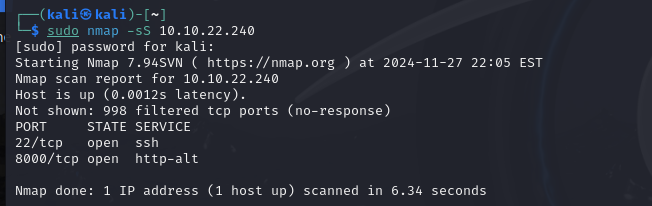 ┌──(kali㉿kali)-[~]
└─$ sudo nmap -sS 10.10.22.240
[sudo] password for kali:
Starting Nmap 7.94SVN ( https://nmap.org ) at 2024-11-27 22:05 EST
Nmap scan report for 10.10.22.240
Host is up (0.0012s latency).
Not shown: 998 filtered tcp ports (no-response)
PORT     STATE SERVICE
22/tcp   open  ssh
8000/tcp open  http-alt
Nmap done: 1 IP address (1 host up) scanned in 6.34 seconds